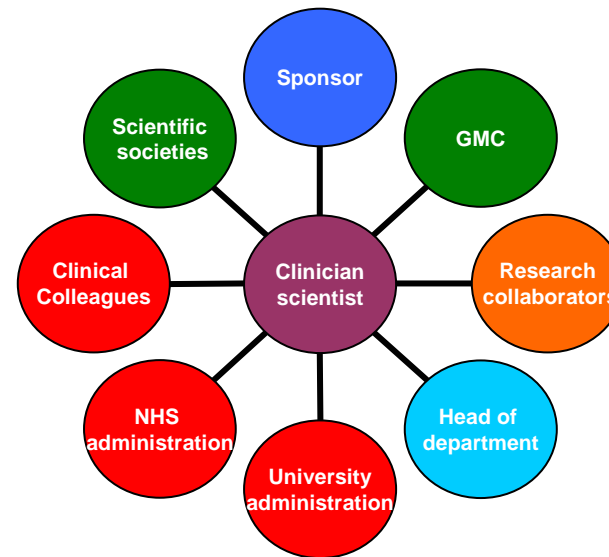 Sponsor
Scientific
societies
GMC
Clinical
Colleagues
Clinician
scientist
Research
collaborators
NHS
administration
Head of
department
University
administration